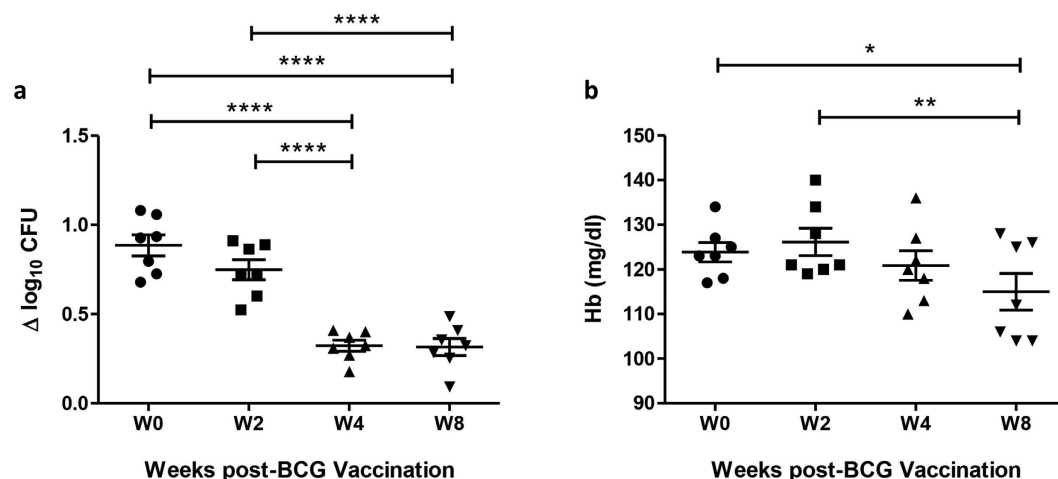 a
****
****
****
****
Δ log10 CFU
1.5
1.0
0.5
0.0
W0 W2 W4 W8
Weeks post-BCG Vaccination
b
*
**
Hb (mg/dl)
150
140
130
120
110
100
90
W0 W2 W4 W8
Weeks post-BCG Vaccination